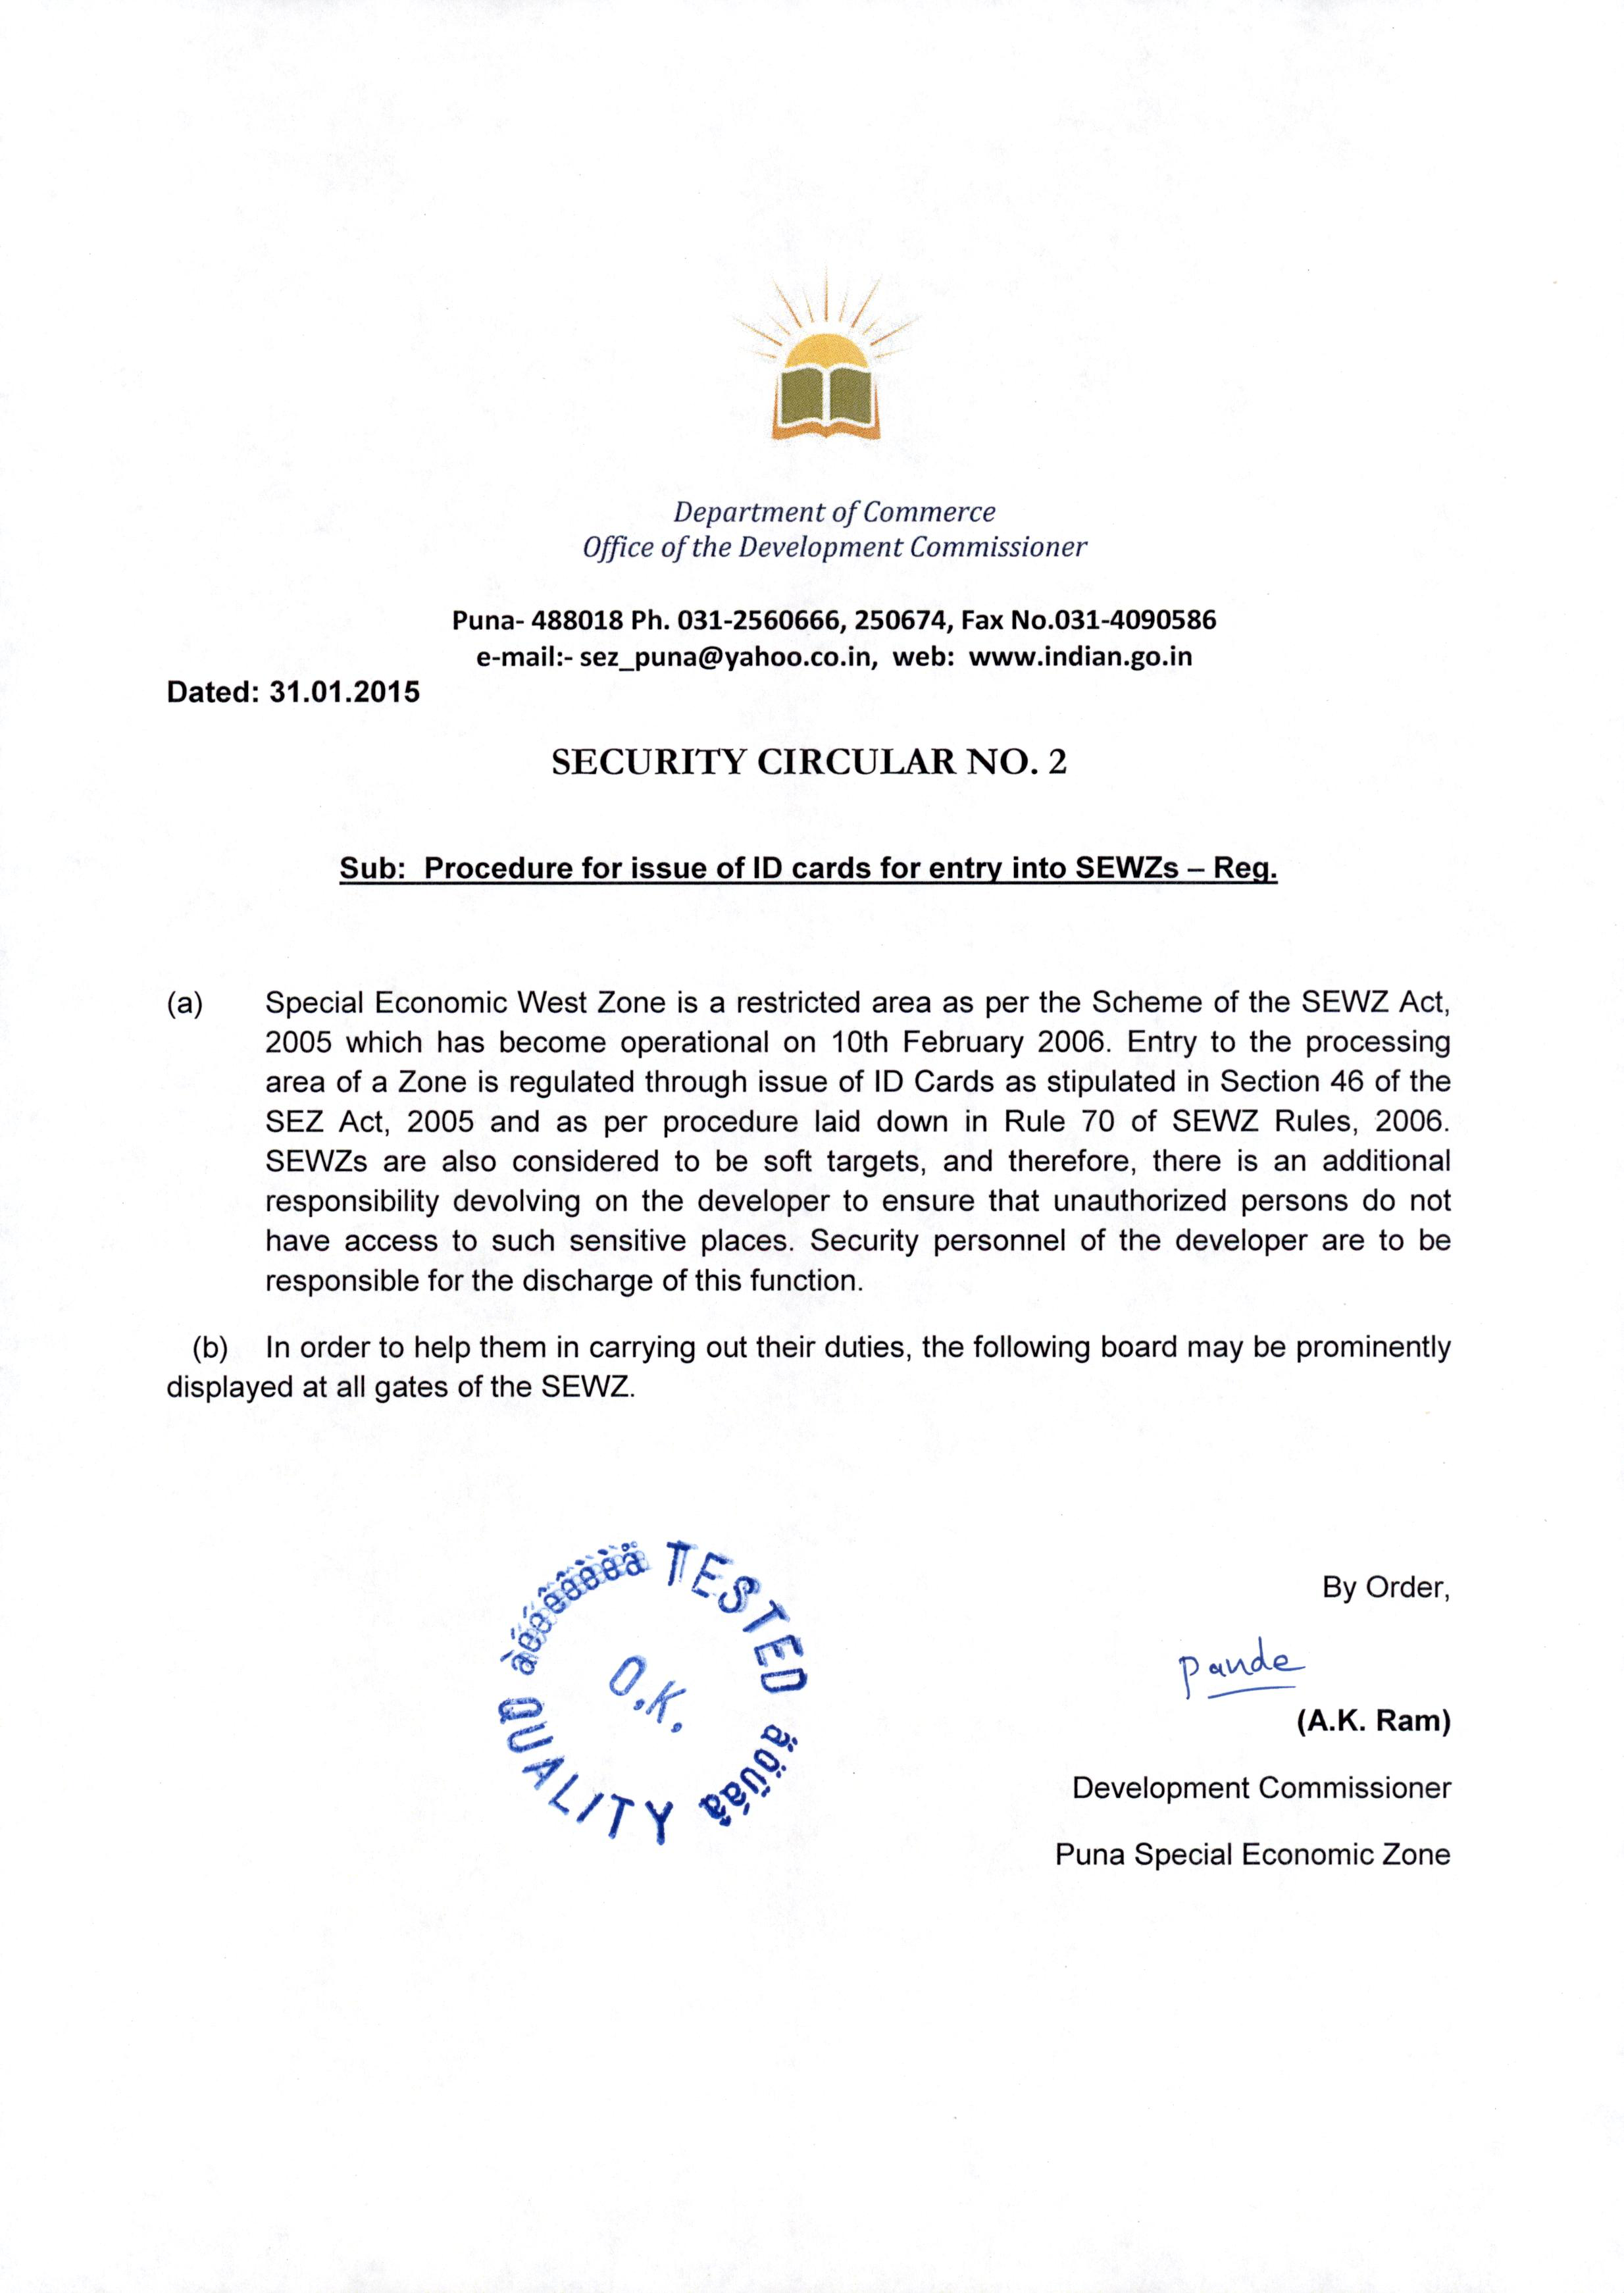 Department of Commerce
Office of the Development Commissioner
Puna- 488018 Ph. 031-2560666, 250674, Fax No.031-4090586
e-mail:- sez_puna@yahoo.co.in, web: www.indian.go.in
Dated: 31.01.2015
SECURITY CIRCULAR NO. 2
Sub: Procedure for issue of ID cards for entry into SEWZs – Reg.
(a) Special Economic West Zone is a restricted area as per the Scheme of the SEWZ Act,
2005 which has become operational on 10th February 2006. Entry to the processing
area of a Zone is regulated through issue of ID Cards as stipulated in Section 46 of the
SEZ Act, 2005 and as per procedure laid down in Rule 70 of SEWZ Rules, 2006.
SEWZs are also considered to be soft targets, and therefore, there is an additional
responsibility devolving on the developer to ensure that unauthorized persons do not
have access to such sensitive places. Security personnel of the developer are to be
responsible for the discharge of this function.
(b) In order to help them in carrying out their duties, the following board may be prominently
displayed at all gates of the SEWZ.
TESTED
QUALITY
O.K.
By Order,
Pande
(A.K. Ram)
Development Commissioner
Puna Special Economic Zone